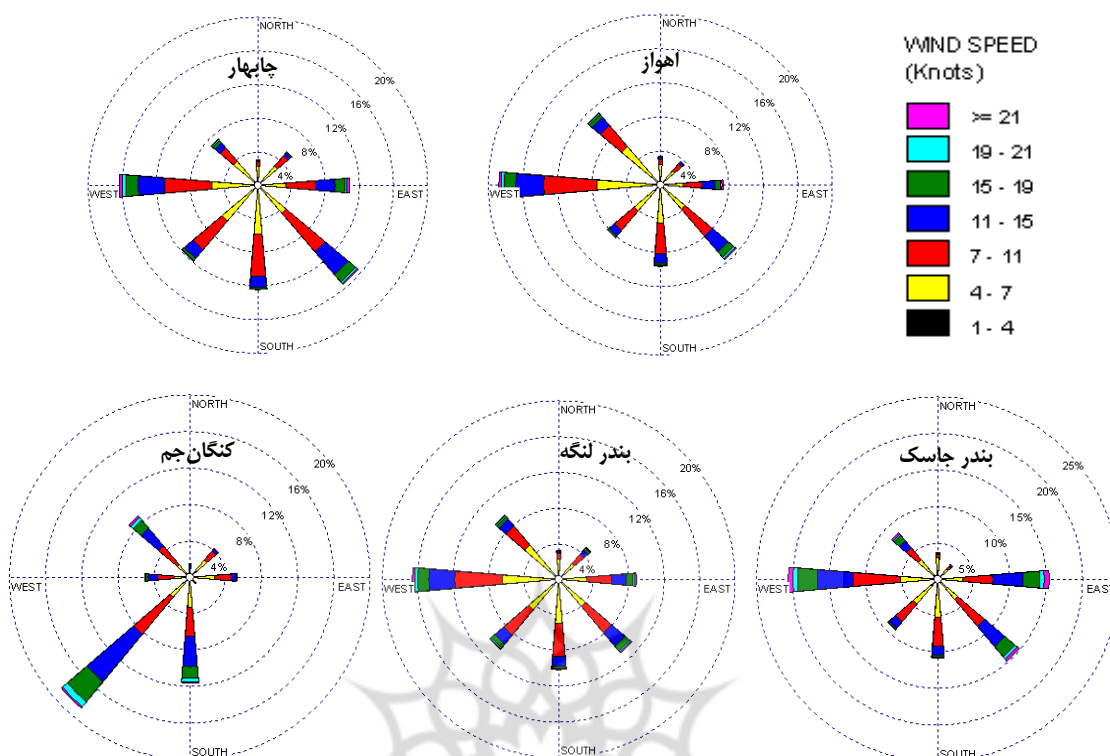 NORTH
چابهار
20%
16%
12%
8%
4%
WEST
EAST
SOUTH
NORTH
اهواز
20%
16%
12%
8%
4%
WEST
EAST
SOUTH
WIND SPEED
(Knots)
>= 21
19 - 21
15 - 19
11 - 15
7 - 11
4 - 7
1 - 4
NORTH
کنگان‌جم
20%
16%
12%
8%
4%
WEST
EAST
SOUTH
NORTH
بندر لنگه
20%
16%
12%
8%
4%
WEST
EAST
SOUTH
NORTH
بندر جاسک
25%
20%
15%
10%
5%
WEST
EAST
SOUTH